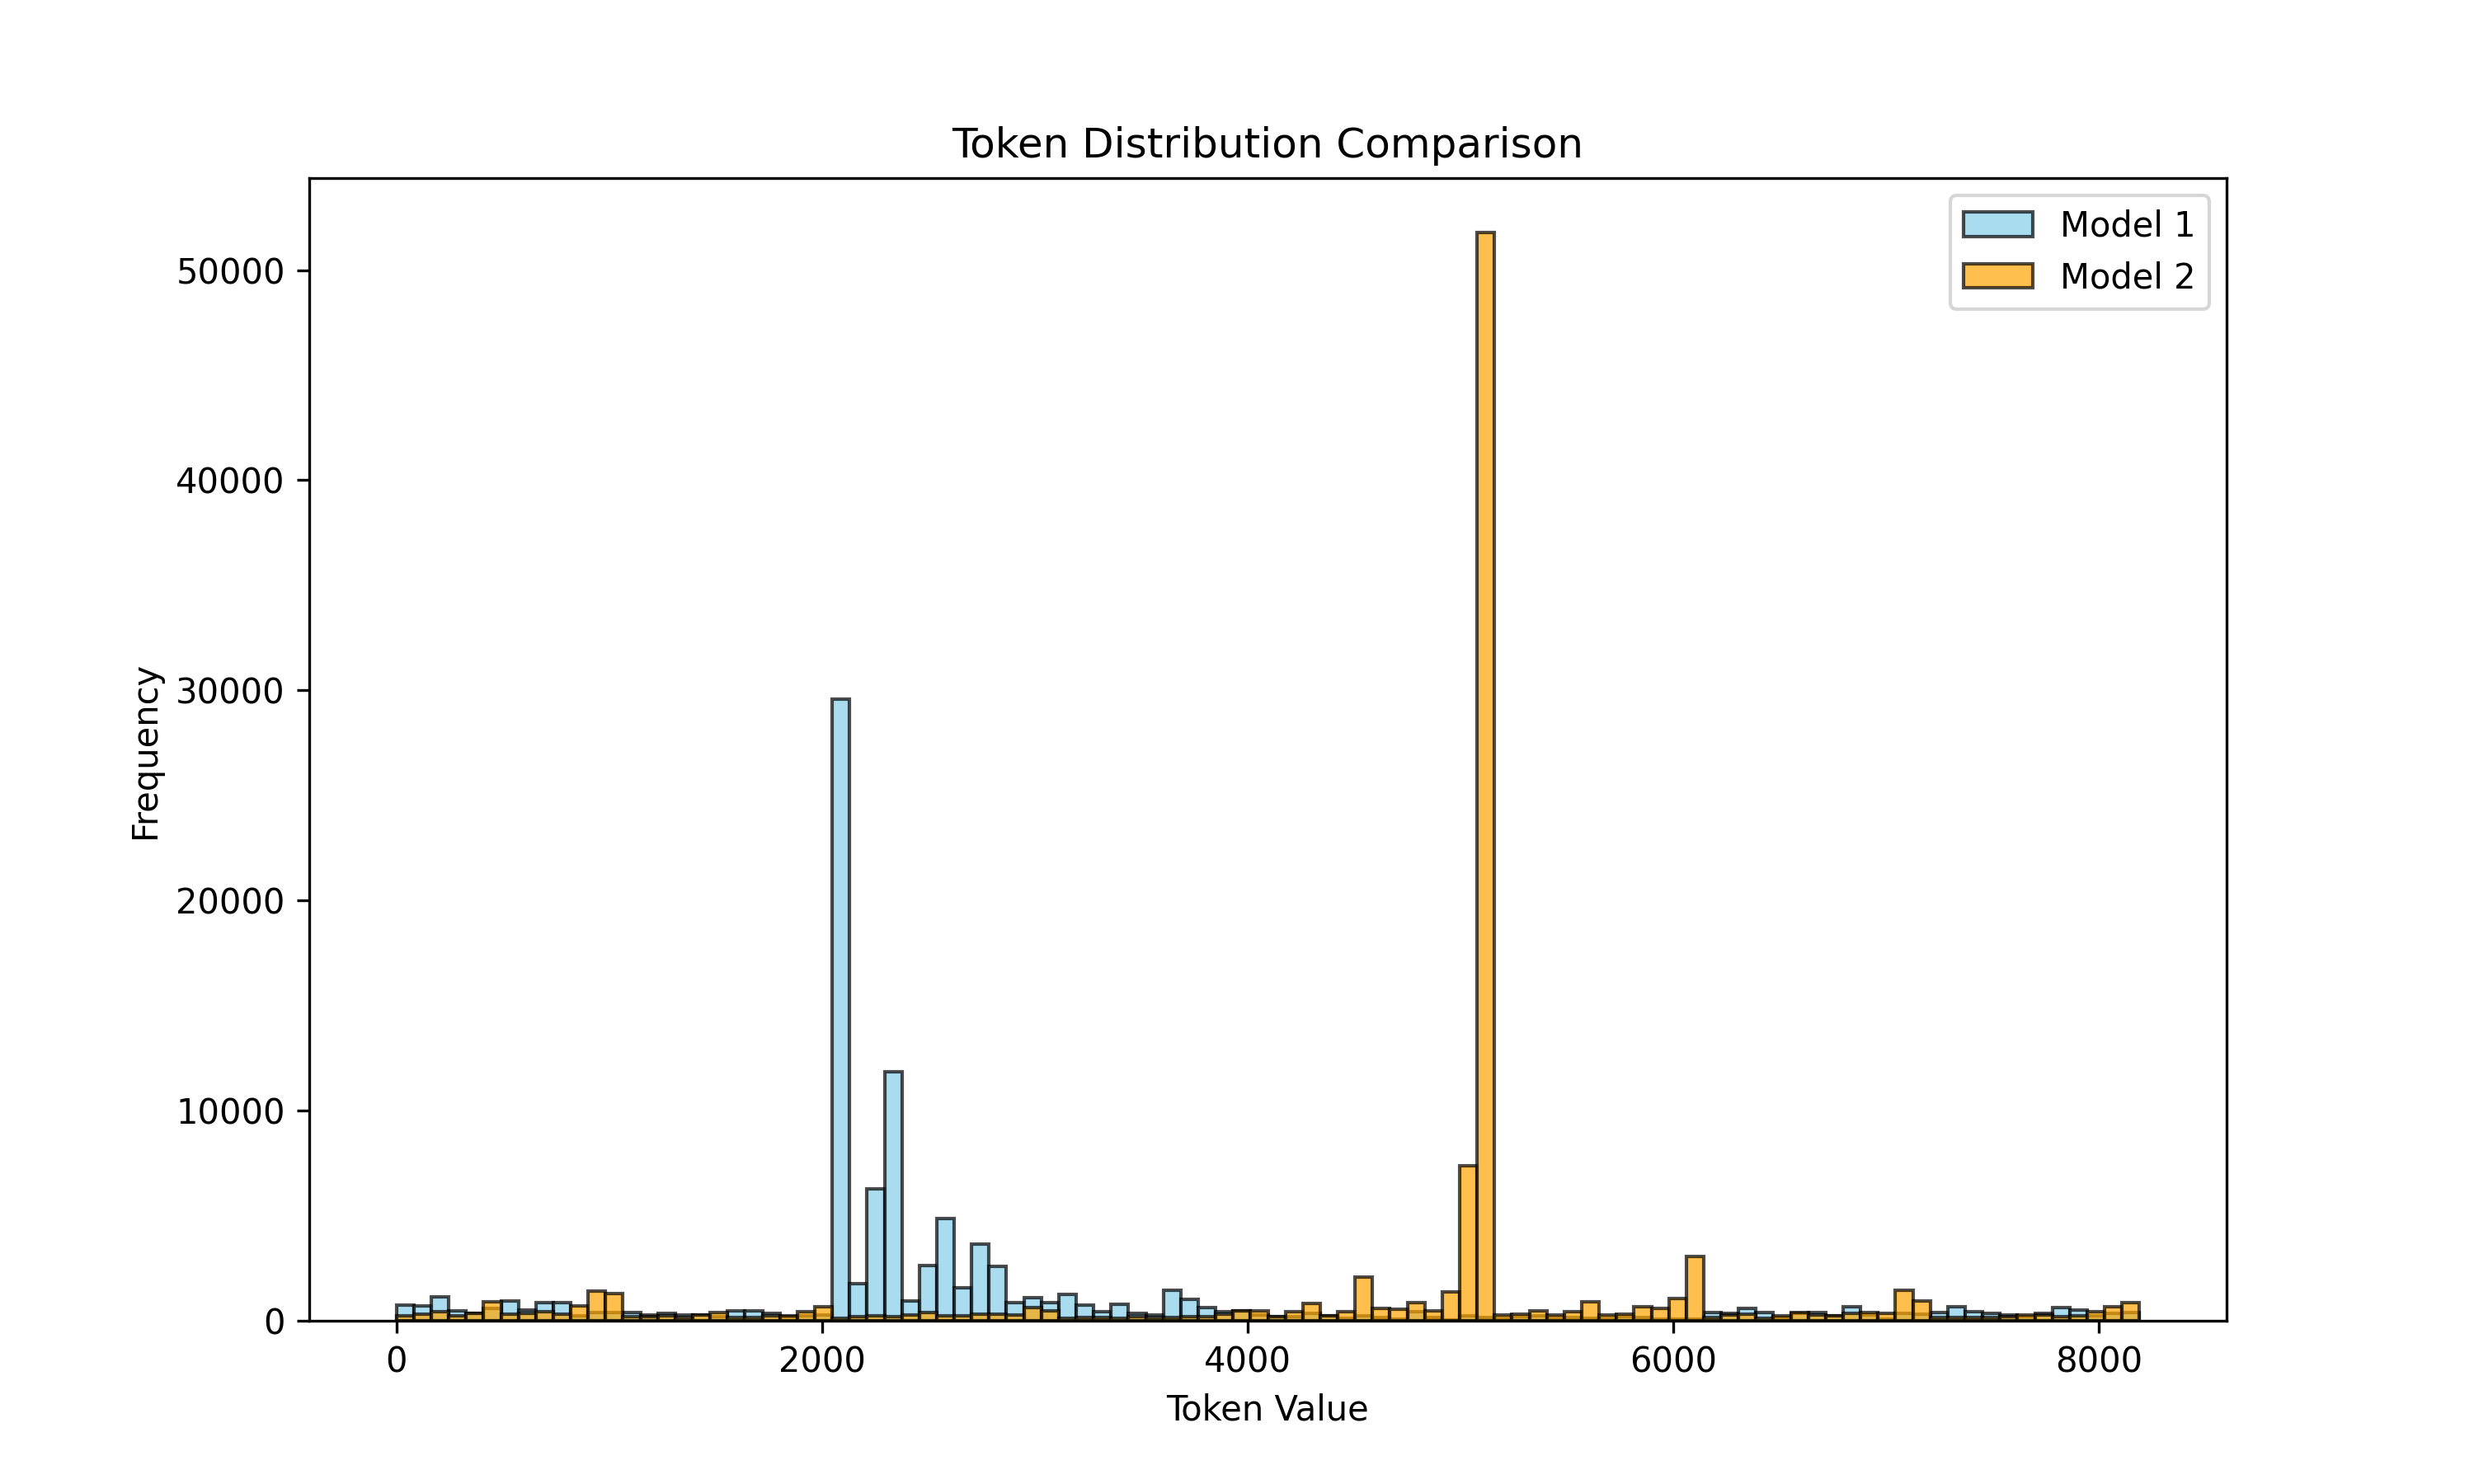 Token Distribution Comparison
Model 1
Model 2
50000
40000
30000
20000
10000
0
Frequency
0 2000 4000 6000 8000
Token Value